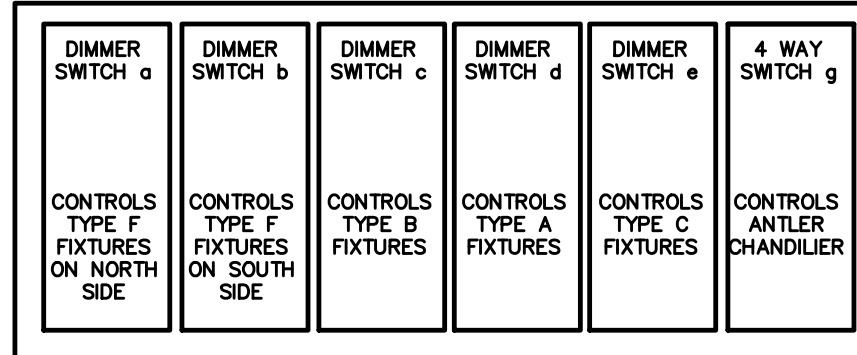 DIMMER
SWITCH a
CONTROLS
TYPE F
FIXTURES
ON NORTH
SIDE
DIMMER
SWITCH b
CONTROLS
TYPE F
FIXTURES
ON SOUTH
SIDE
DIMMER
SWITCH c
CONTROLS
TYPE B
FIXTURES
DIMMER
SWITCH d
CONTROLS
TYPE A
FIXTURES
DIMMER
SWITCH e
CONTROLS
TYPE C
FIXTURES
4 WAY
SWITCH g
CONTROLS
ANTLER
CHANDILIER